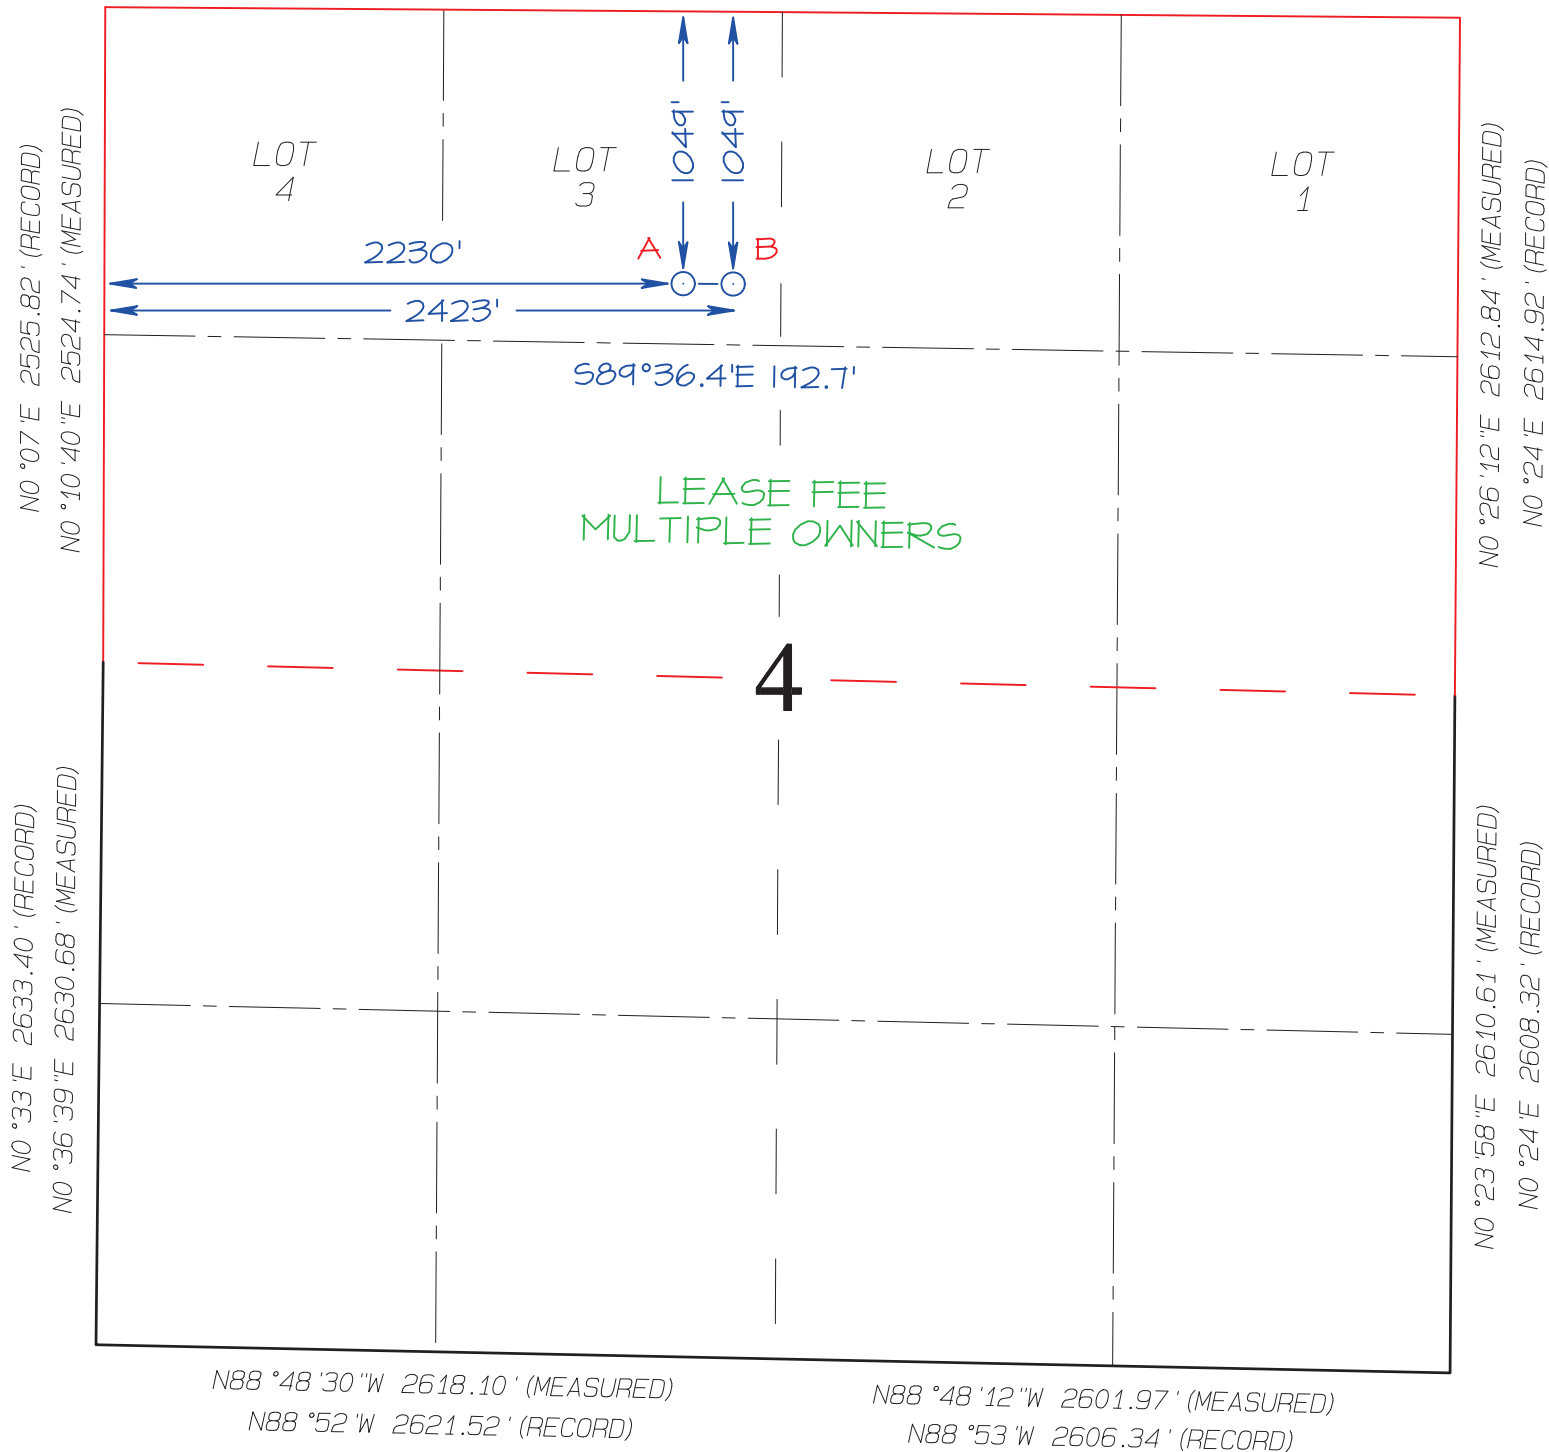 1049'
1049'
LOT
4
LOT
3
LOT
2
LOT
1
2230'
A
B
2423'
S89°36.4'E 192.7'
LEASE FEE
MULTIPLE OWNERS
4
N0°07'E 2525.82' (RECORD)
N0°10'40"E 2524.74' (MEASURED)
N0°26'12"E 2612.84' (MEASURED)
N0°24'E 2614.92' (RECORD)
N0°33'E 2633.40' (RECORD)
N0°36'39"E 2630.68' (MEASURED)
N0°23'58"E 2610.61' (MEASURED)
N0°24'E 2608.32' (RECORD)
N88°48'30"W 2618.10' (MEASURED)
N88°52'W 2621.52' (RECORD)
N88°48'12"W 2601.97' (MEASURED)
N88°53'W 2606.34' (RECORD)